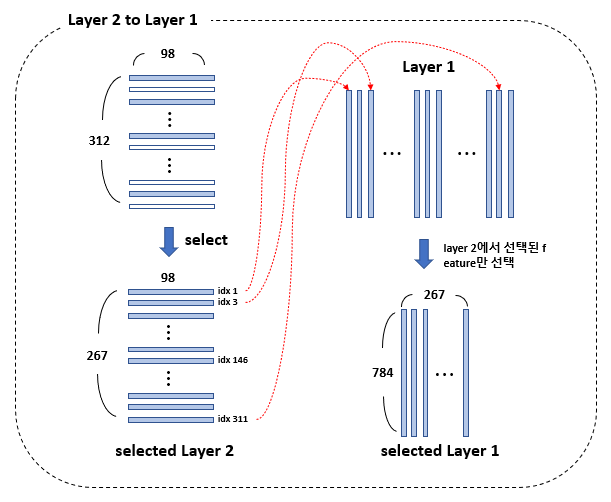 Layer 2 to Layer 1
98
312
select
98
idx 1
idx 3
267
idx 146
idx 311
selected Layer 2
Layer 1
layer 2에서 선택된 f
eature만 선택
267
784
selected Layer 1